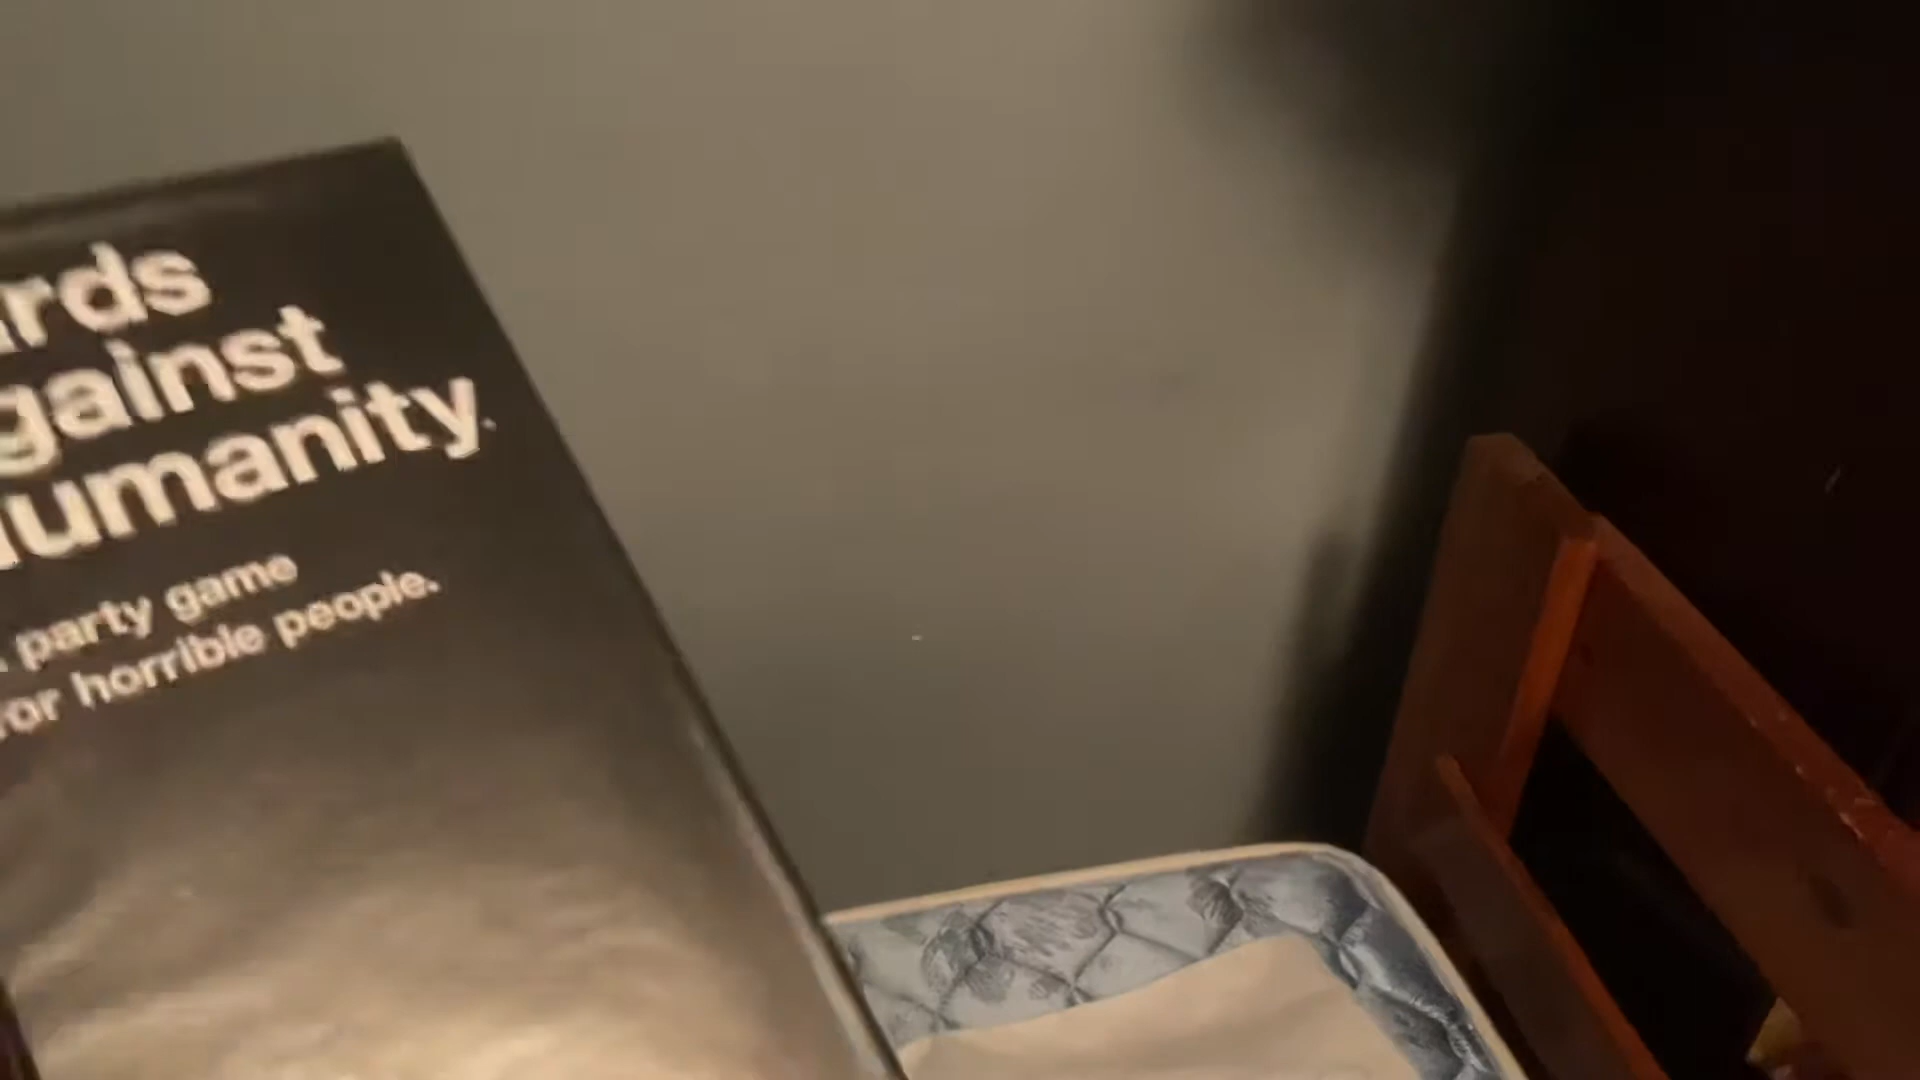 ards
gainst
umanity.
party game
or horrible people.